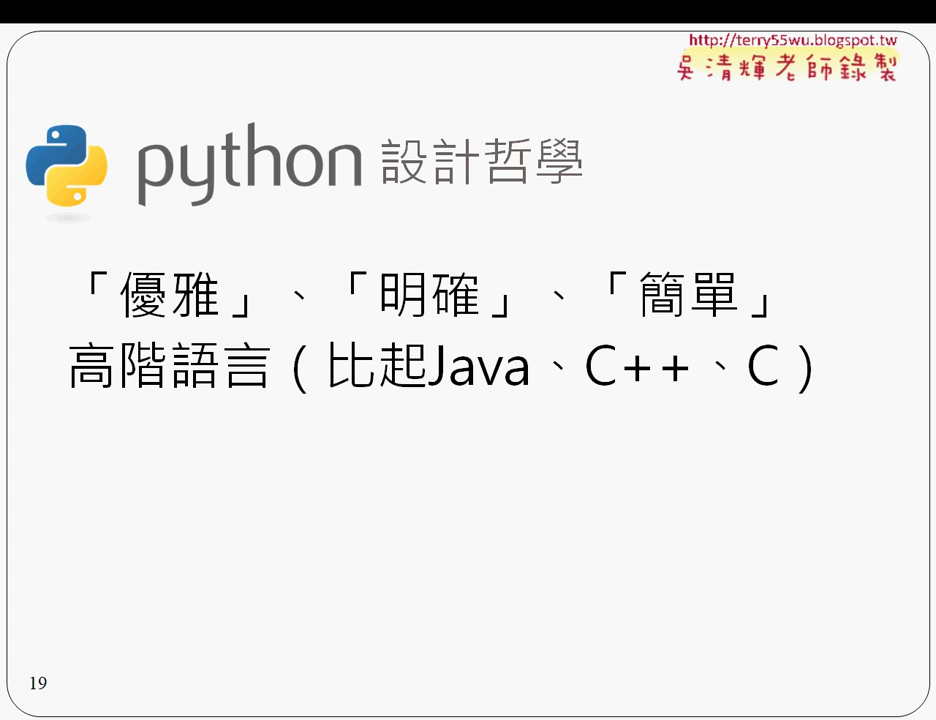 http://terry55wu.blogspot.tw
吳清輝老師錄製
python 設計哲學
「優雅」、「明確」、「簡單」
高階語言（比起Java、C++、C）
19